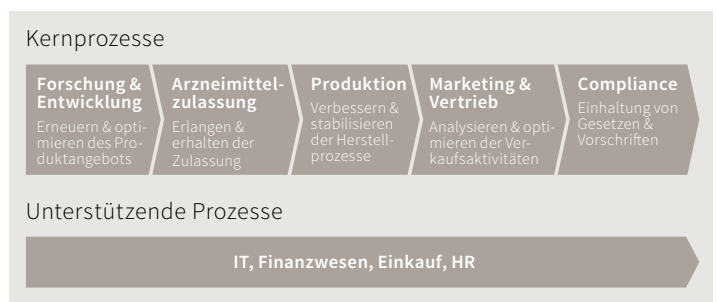 Kernprozesse
Forschung &
Entwicklung
Erneuern & opti-
mieren des Pro-
duktangebots
Arzneimittel-
zulassung
Erlangen &
erhalten der
Zulassung
Produktion
Verbessern &
stabilisieren
der Herstell-
prozesse
Marketing &
Vertrieb
Analysieren & opti-
mieren der Ver-
kaufsaktivitäten
Compliance
Einhaltung von
Gesetzen &
Vorschriften
Unterstützende Prozesse
IT, Finanzwesen, Einkauf, HR